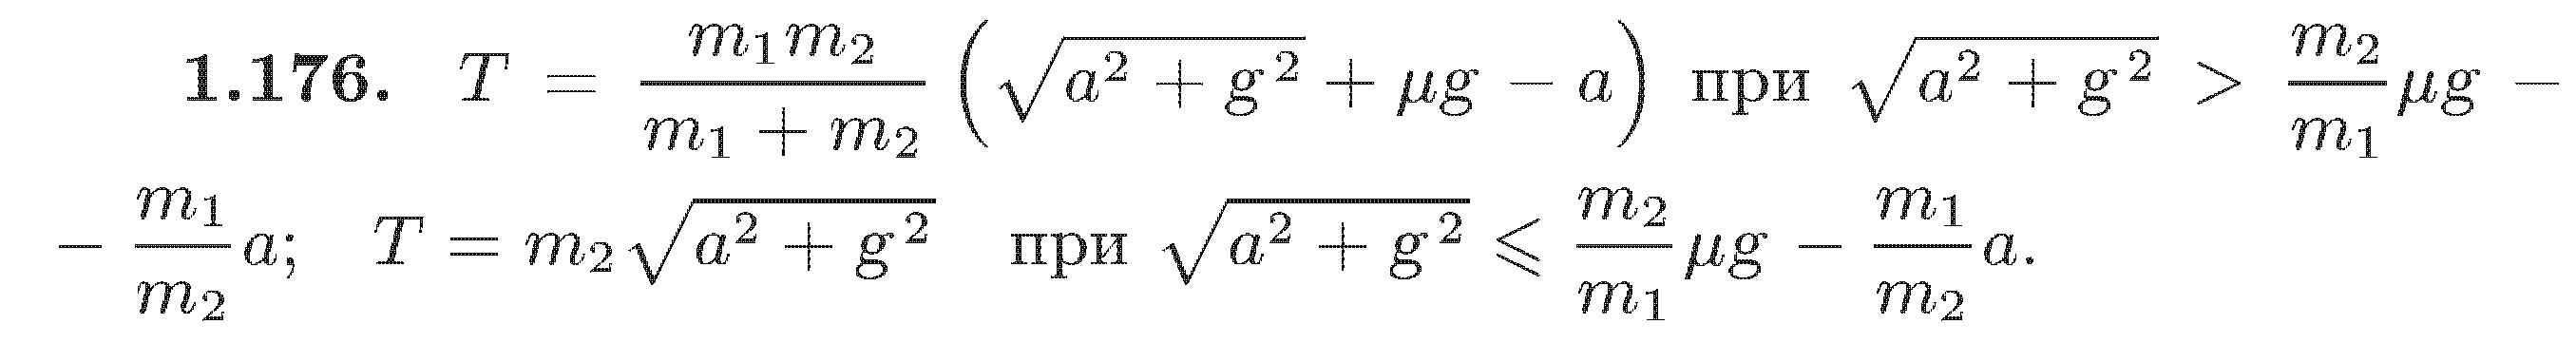 1.176. T = \frac{m_1 m_2}{m_1 + m_2} \left( \sqrt{a^2 + g^2} + \mu g - a \right) при \sqrt{a^2 + g^2} > \frac{m_2}{m_1} \mu g -
- \frac{m_1}{m_2} a; T = m_2 \sqrt{a^2 + g^2} при \sqrt{a^2 + g^2} \leqslant \frac{m_2}{m_1} \mu g - \frac{m_1}{m_2} a.